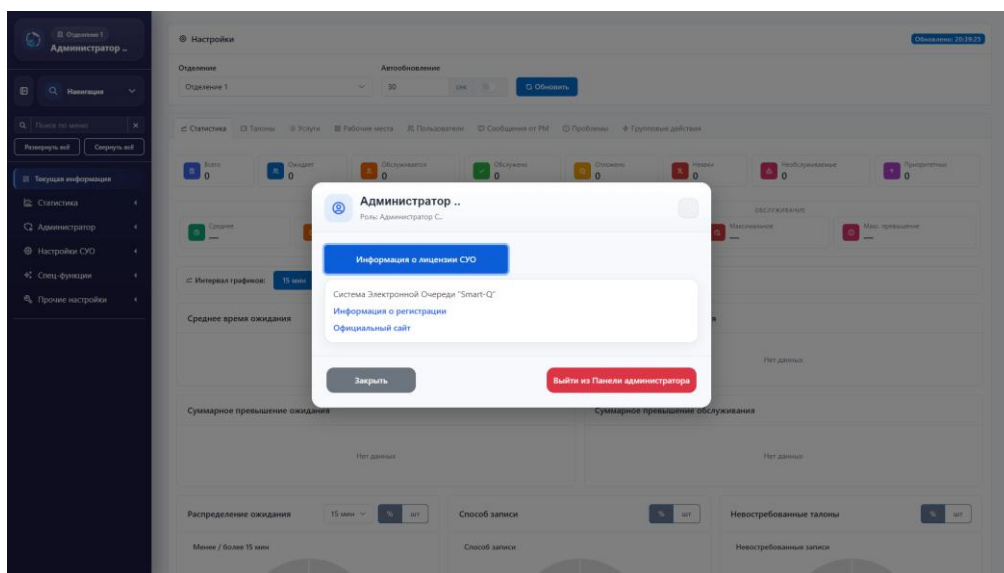 Отделение 1
Администратор ..
Навигация
Поиск по меню
Развернуть всё
Свернуть всё
Текущая информация
Статистика
Администратор
Настройки СУО
Спец-функции
Прочие настройки
Настройки
Обновлено: 20:39:25
Отделение
Автообновление
Отделение 1
30
сек
Обновить
Статистика
Талоны
Услуги
Рабочие места
Пользователи
Сообщения от РМ
Проблемы
Групповые действия
Всего
0
Ожидает
0
Обслуживается
0
Обслужено
0
Отложено
0
Неявки
0
Необслуживаемые
0
Приоритетных
0
ОБСЛУЖИВАНИЕ
Среднее
—
Максимальное
—
Макс. превышение
—
Администратор ..
Роль: Администратор С..
Информация о лицензии СУО
Система Электронной Очереди "Smart-Q"
Информация о регистрации
Официальный сайт
Закрыть
Выйти из Панели администратора
Интервал графиков:
15 мин
Среднее время ожидания
Нет данных
Суммарное превышение ожидания
Суммарное превышение обслуживания
Нет данных
Нет данных
Распределение ожидания
15 мин
%
шт
Способ записи
%
шт
Невостребованные талоны
%
шт
Менее / более 15 мин
Способ записи
Невостребованные записи